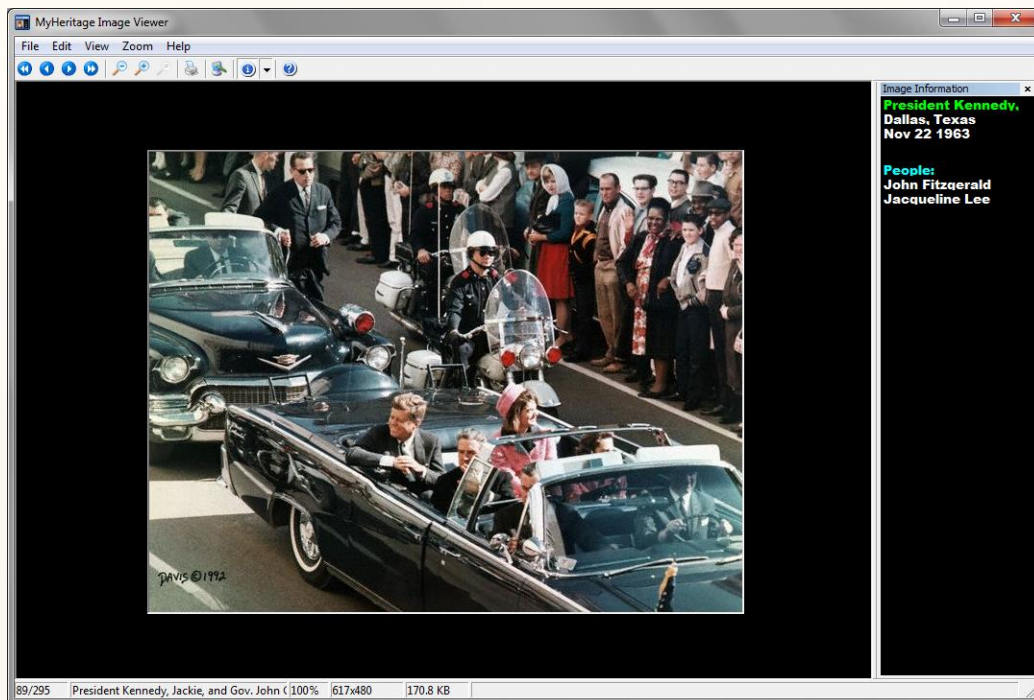 MyHeritage Image Viewer
File Edit View Zoom Help
Image Information
President Kennedy,
Dallas, Texas
Nov 22 1963
People:
John Fitzgerald
Jacqueline Lee
DAVIS © 1992
89/295 President Kennedy, Jackie, and Gov. John 100% 617x480 170.8 KB